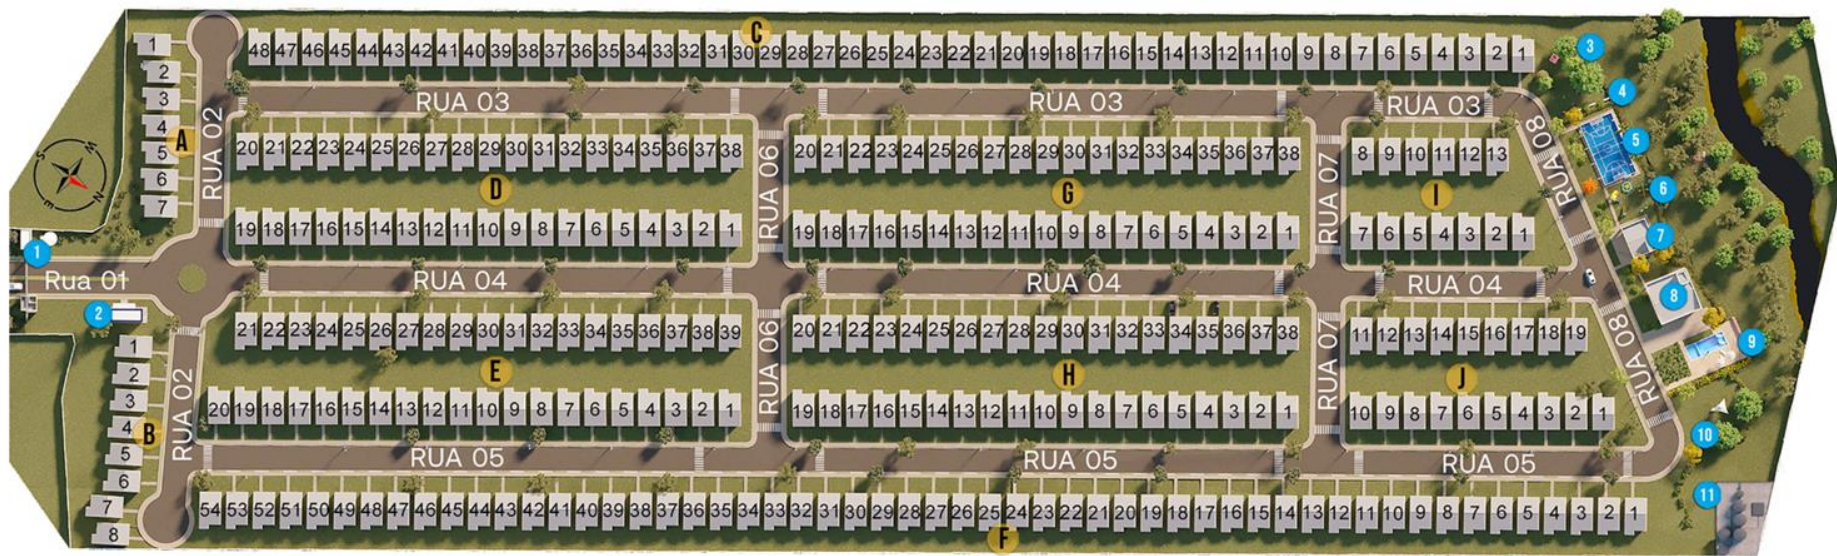 C
1
2
3
4
5
6
7
A
RUA 02
48 47 46 45 44 43 42 41 40 39 38 37 36 35 34 33 32 31 30 29 28 27 26 25 24 23 22 21 20 19 18 17 16 15 14 13 12 11 10 9 8 7 6 5 4 3 2 1
RUA 03
RUA 03
RUA 03
20 21 22 23 24 25 26 27 28 29 30 31 32 33 34 35 36 37 38
D
19 18 17 16 15 14 13 12 11 10 9 8 7 6 5 4 3 2 1
RUA 06
20 21 22 23 24 25 26 27 28 29 30 31 32 33 34 35 36 37 38
G
19 18 17 16 15 14 13 12 11 10 9 8 7 6 5 4 3 2 1
RUA 07
8 9 10 11 12 13
I
7 6 5 4 3 2 1
RUA 08
3
4
5
6
7
8
9
10
11
S
W
E
N
1
Rua 01
2
RUA 04
RUA 04
RUA 04
1
2
3
4
5
6
7
8
B
RUA 02
21 22 23 24 25 26 27 28 29 30 31 32 33 34 35 36 37 38 39
E
20 19 18 17 16 15 14 13 12 11 10 9 8 7 6 5 4 3 2 1
RUA 06
20 21 22 23 24 25 26 27 28 29 30 31 32 33 34 35 36 37 38
H
19 18 17 16 15 14 13 12 11 10 9 8 7 6 5 4 3 2 1
RUA 07
11 12 13 14 15 16 17 18 19
J
10 9 8 7 6 5 4 3 2 1
RUA 08
RUA 05
RUA 05
RUA 05
54 53 52 51 50 49 48 47 46 45 44 43 42 41 40 39 38 37 36 35 34 33 32 31 30 29 28 27 26 25 24 23 22 21 20 19 18 17 16 15 14 13 12 11 10 9 8 7 6 5 4 3 2 1
F